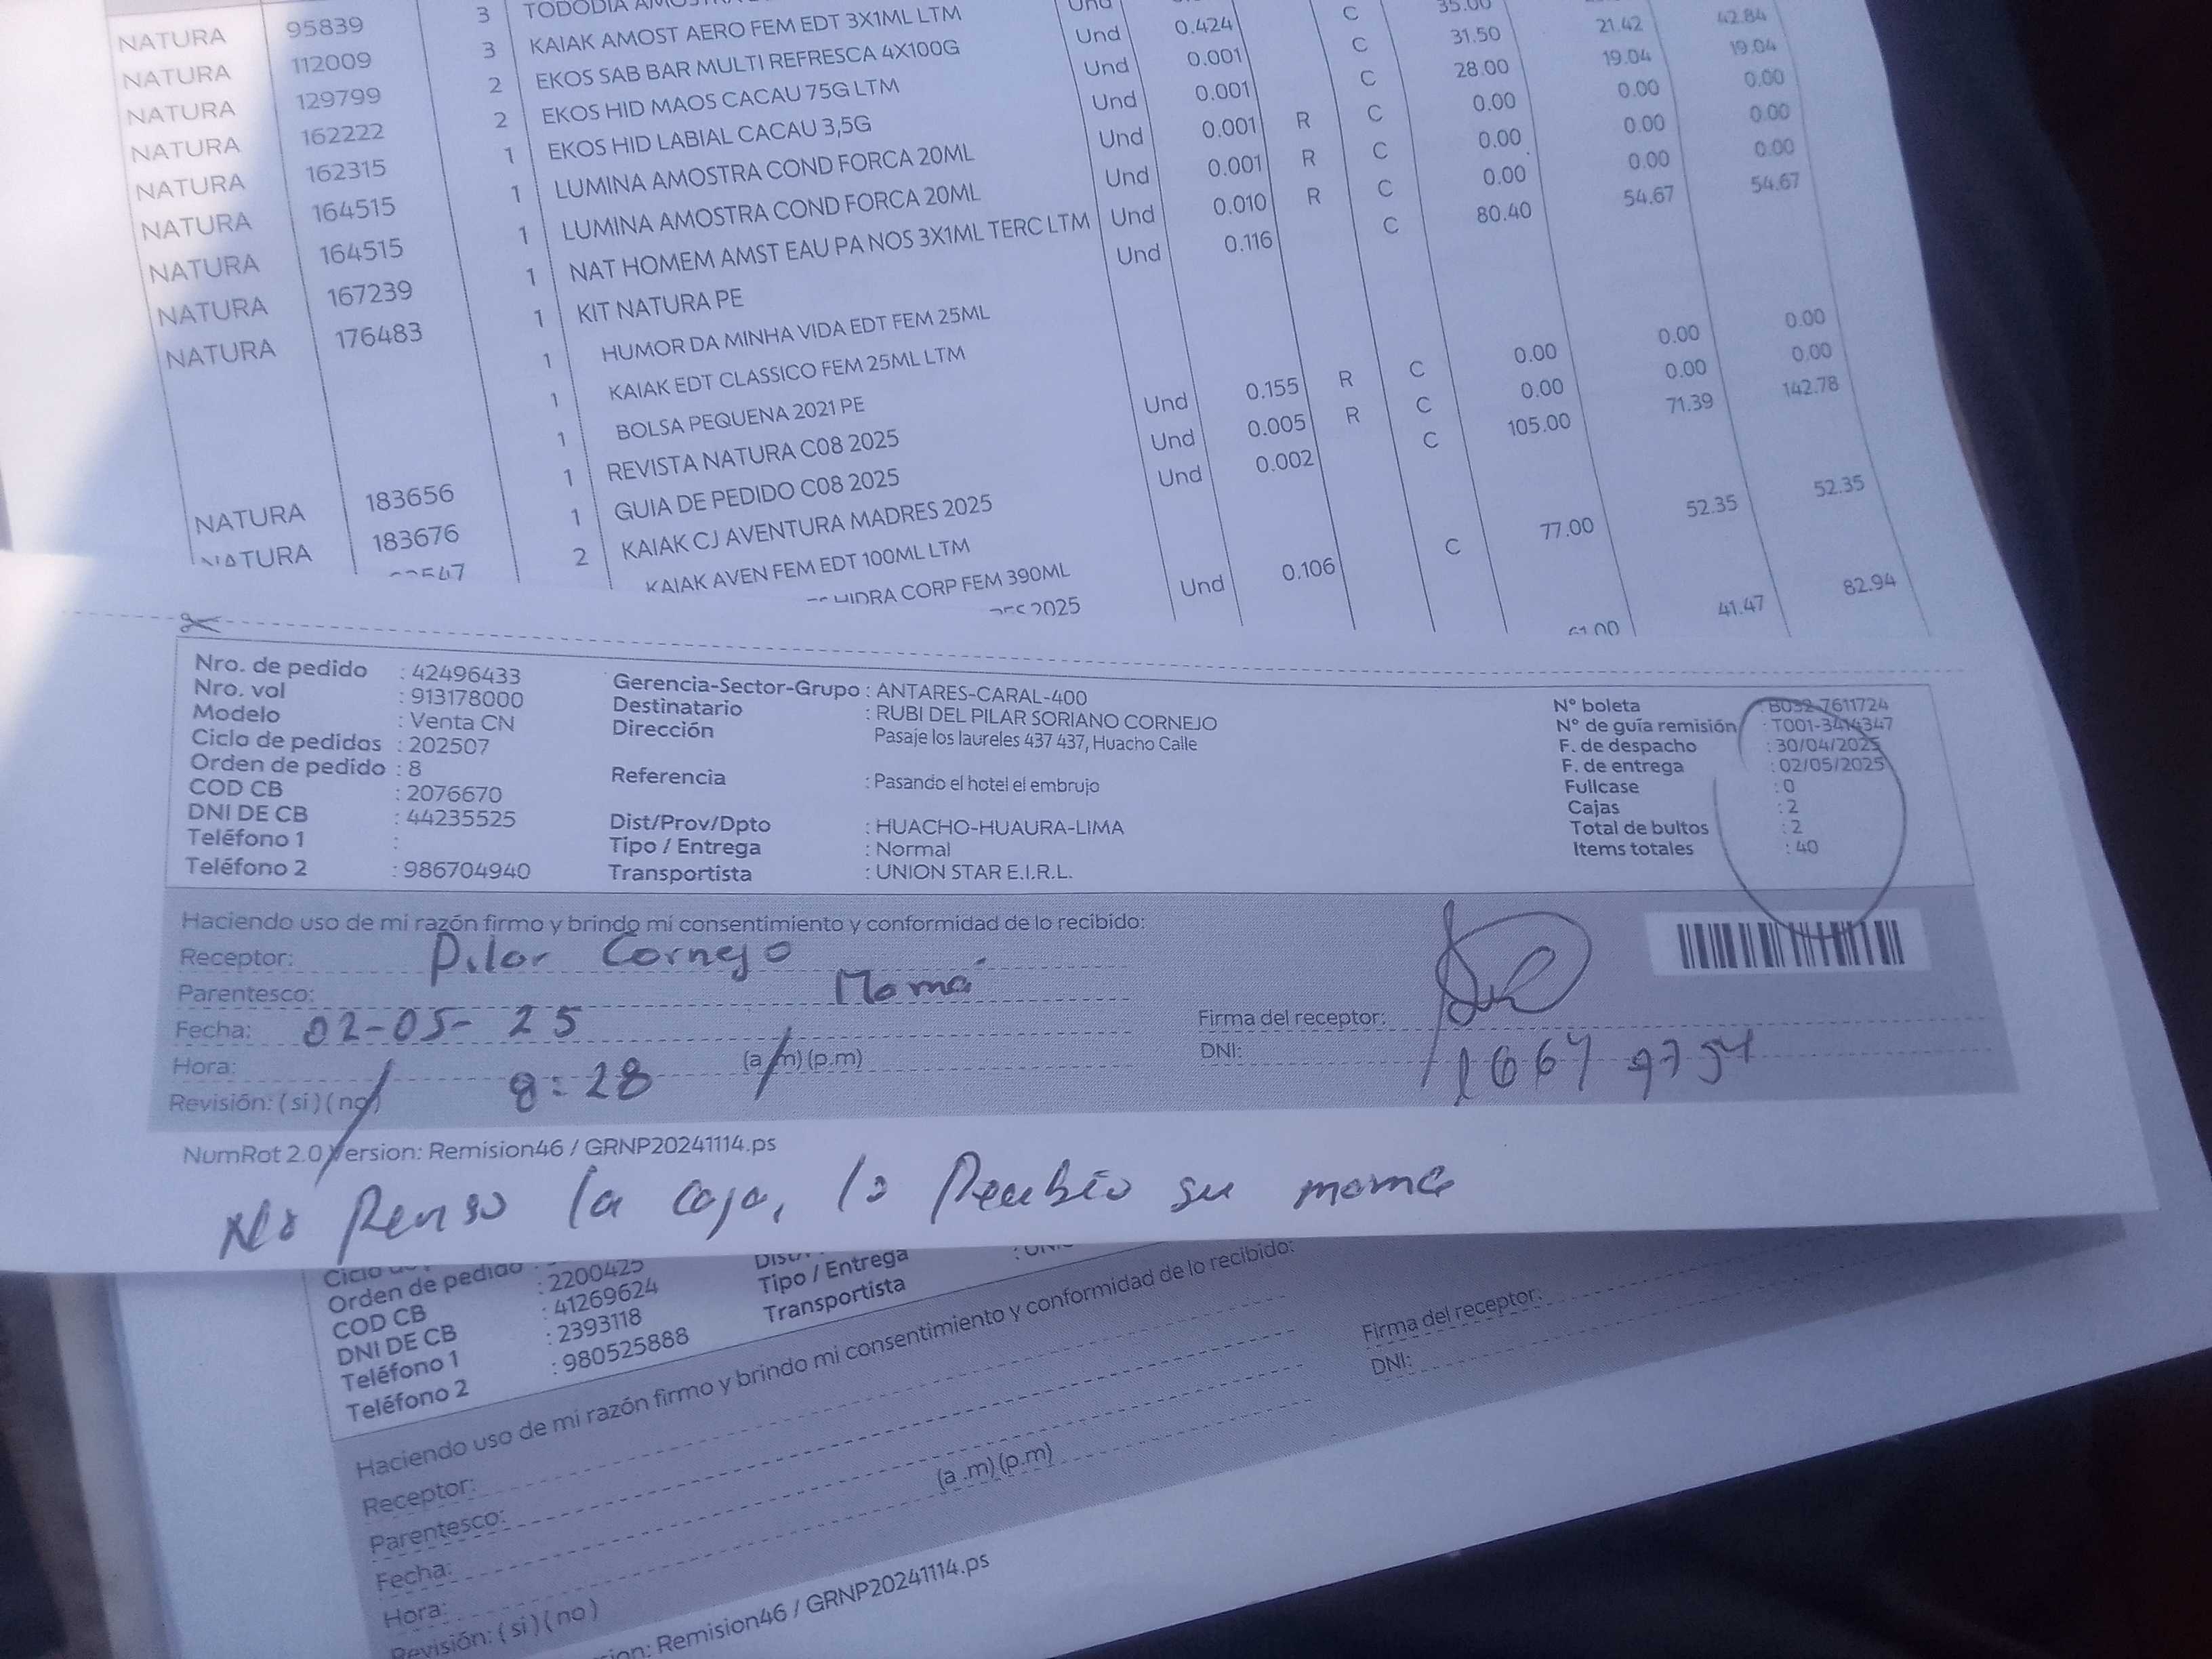 NATURA 95839 3 TODODIA
NATURA 112009 3 KAIAK AMOST AERO FEM EDT 3X1ML LTM Und 0.424 C 35.00 21.42 42.84
NATURA 129799 2 EKOS SAB BAR MULTI REFRESCA 4X100G Und 0.001 C 31.50 19.04 19.04
NATURA 162222 2 EKOS HID MAOS CACAU 75G LTM Und 0.001 C 28.00 0.00 0.00
NATURA 162315 1 EKOS HID LABIAL CACAU 3,5G Und 0.001 R C 0.00 0.00 0.00
NATURA 164515 1 LUMINA AMOSTRA COND FORCA 20ML Und 0.001 R C 0.00 0.00 0.00
NATURA 164515 1 LUMINA AMOSTRA COND FORCA 20ML Und 0.010 R C 0.00 54.67 54.67
NATURA 167239 1 NAT HOMEM AMST EAU PA NOS 3X1ML TERC LTM Und 0.116 C 80.40
NATURA 176483 1 KIT NATURA PE
1 HUMOR DA MINHA VIDA EDT FEM 25ML
1 KAIAK EDT CLASSICO FEM 25ML LTM
1 BOLSA PEQUENA 2021 PE
NATURA 183656 1 REVISTA NATURA C08 2025 Und 0.155 R C 0.00 0.00 0.00
NATURA 183676 1 GUIA DE PEDIDO C08 2025 Und 0.005 R C 0.00 0.00 0.00
2 KAIAK CJ AVENTURA MADRES 2025 Und 0.002 C 105.00 71.39 142.78
KAIAK AVEN FEM EDT 100ML LTM
HIDRA CORP FEM 390ML
2025 Und 0.106 C 77.00 52.35 52.35
41.47 82.94
Nro. de pedido : 42496433
Nro. vol : 913178000
Modelo : Venta CN
Ciclo de pedidos : 202507
Orden de pedido : 8
COD CB : 2076670
DNI DE CB : 44235525
Teléfono 1 :
Teléfono 2 : 986704940
Gerencia-Sector-Grupo : ANTARES-CARAL-400
Destinatario : RUBI DEL PILAR SORIANO CORNEJO
Dirección Pasaje los laureles 437 437, Huacho Calle
Referencia : Pasando el hotel el embrujo
Dist/Prov/Dpto : HUACHO-HUAURA-LIMA
Tipo / Entrega : Normal
Transportista : UNION STAR E.I.R.L.
N° boleta : B032-7611724
N° de guía remisión : T001-3414347
F. de despacho : 30/04/2025
F. de entrega : 02/05/2025
Fullcase : 0
Cajas : 2
Total de bultos : 2
Items totales : 40
Haciendo uso de mi razón firmo y brindo mi consentimiento y conformidad de lo recibido:
Receptor: Pilar Cornejo
Parentesco: Mamá
Fecha: 02-05-25
Hora: 8:28 (a.m)(p.m)
Revisión: (si)(no)
Firma del receptor:
DNI:
NumRot 2.0 Version: Remision46 / GRNP20241114.ps
No Renso la caja, lo Recibio su mama
Ciclo
Orden de pedido
COD CB : 2200425
DNI DE CB : 41269624
Teléfono 1 : 2393118
Teléfono 2 : 980525888
Tipo / Entrega
Transportista
Haciendo uso de mi razón firmo y brindo mi consentimiento y conformidad de lo recibido:
Receptor:
Parentesco:
Fecha:
Hora: (a .m)(p.m)
Revisión: (si)(no)
Firma del receptor:
DNI:
Remision46 / GRNP20241114.ps